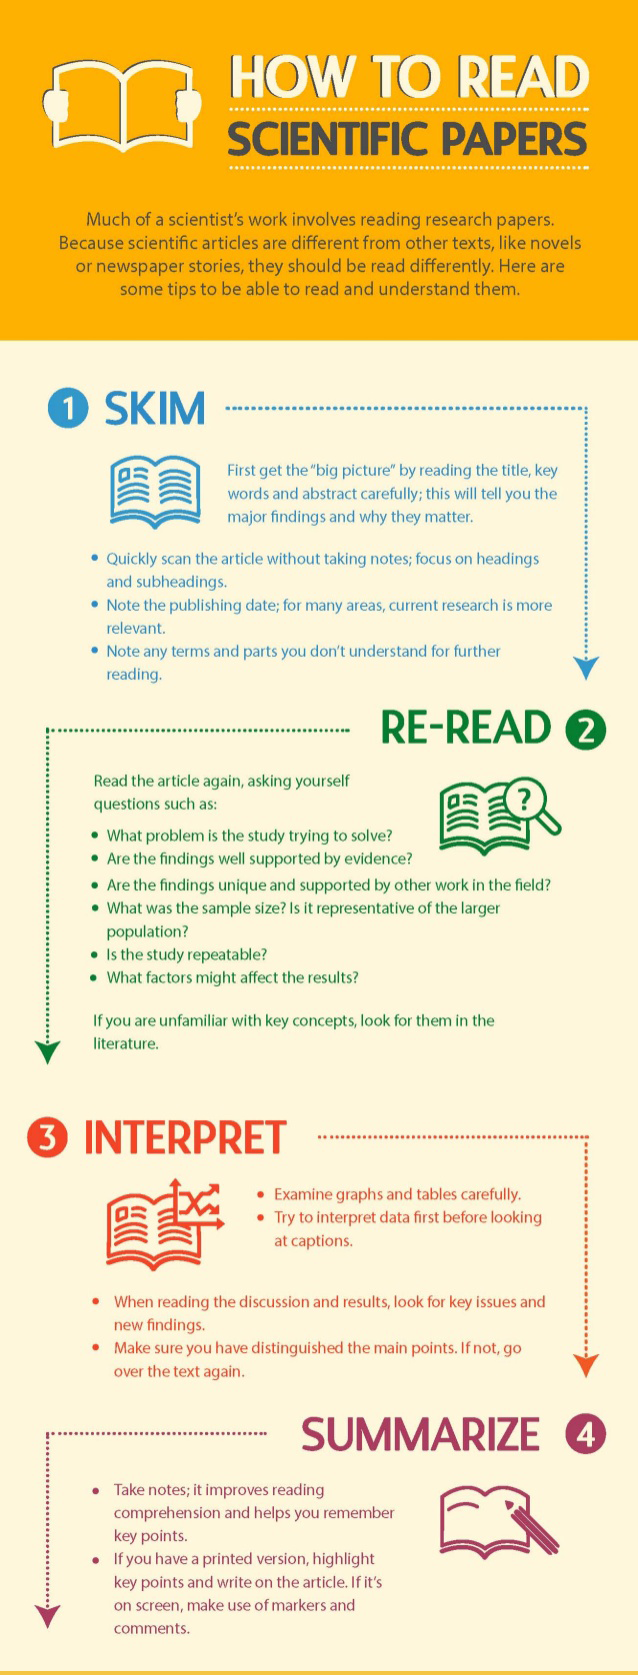 HOW TO READ
SCIENTIFIC PAPERS
Much of a scientist's work involves reading research papers.
Because scientific articles are different from other texts, like novels
or newspaper stories, they should be read differently. Here are
some tips to be able to read and understand them.
1 SKIM
First get the "big picture" by reading the title, key
words and abstract carefully; this will tell you the
major findings and why they matter.
• Quickly scan the article without taking notes; focus on headings
and subheadings.
• Note the publishing date; for many areas, current research is more
relevant.
• Note any terms and parts you don't understand for further
reading.
RE-READ 2
Read the article again, asking yourself
questions such as:
?
• What problem is the study trying to solve?
• Are the findings well supported by evidence?
• Are the findings unique and supported by other work in the field?
• What was the sample size? Is it representative of the larger
population?
• Is the study repeatable?
• What factors might affect the results?
If you are unfamiliar with key concepts, look for them in the
literature.
3 INTERPRET
• Examine graphs and tables carefully.
• Try to interpret data first before looking
at captions.
• When reading the discussion and results, look for key issues and
new findings.
• Make sure you have distinguished the main points. If not, go
over the text again.
SUMMARIZE 4
• Take notes; it improves reading
comprehension and helps you remember
key points.
• If you have a printed version, highlight
key points and write on the article. If it's
on screen, make use of markers and
comments.